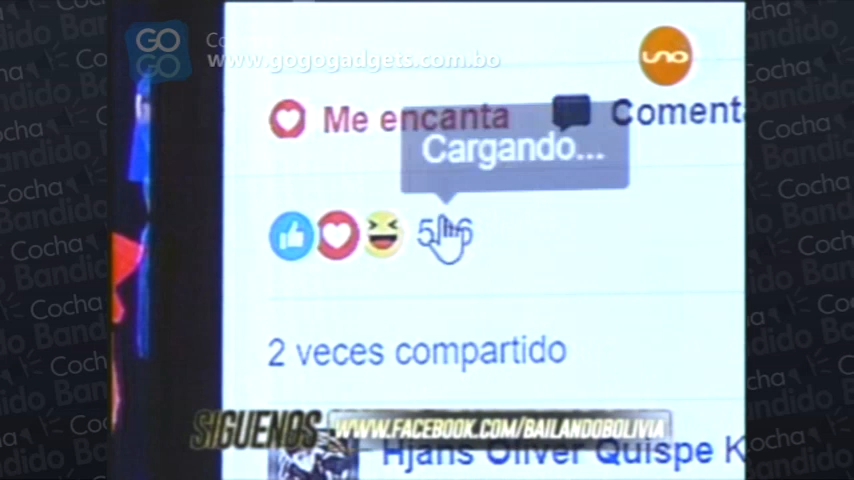 GO
GO
www.gogogadgets.com.bo
uno
Me encanta
Comenta
Cargando...
2 veces compartido
SIGUENOS WWW.FACEBOOK.COM/BAILANDOBOLIVIA
Hjans Oliver Quispe K
Cocha
Bandido